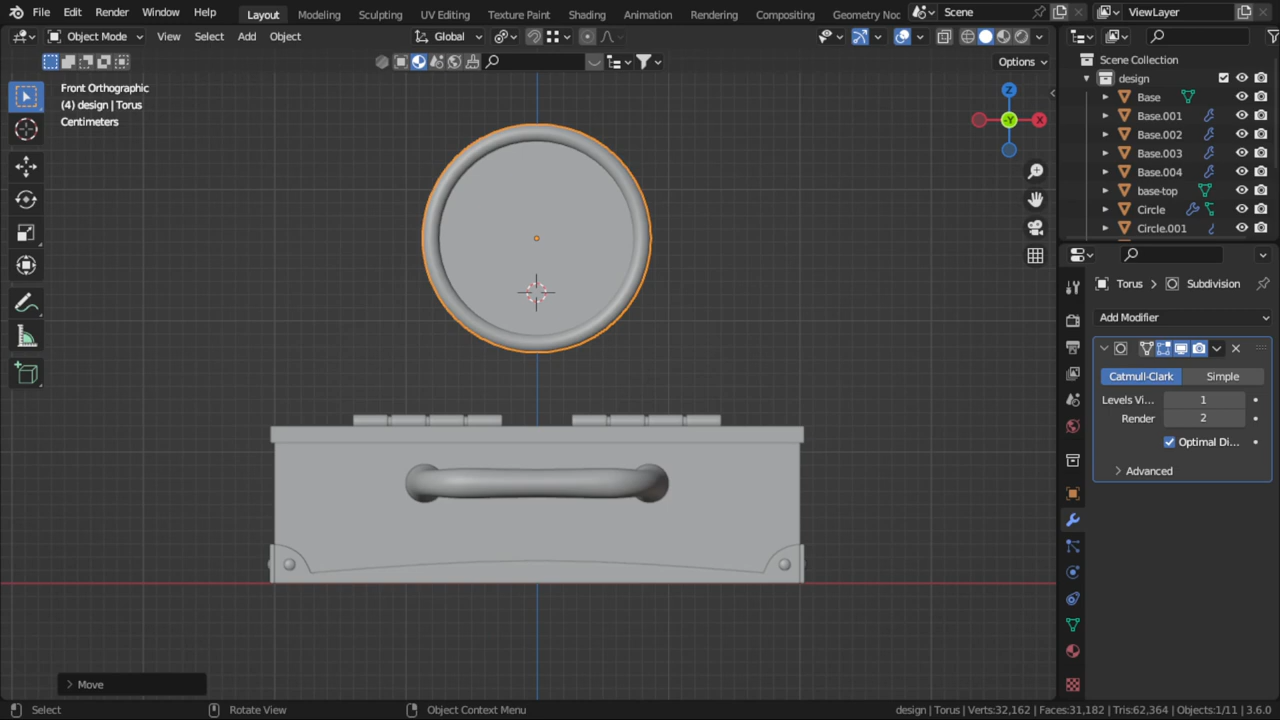 File Edit Render Window Help Layout Modeling Sculpting UV Editing Texture Paint Shading Animation Rendering Compositing Geometry Noc Scene ViewLayer
Object Mode View Select Add Object Global
Options
Front Orthographic
(4) design | Torus
Centimeters
Z
X
-Y
Scene Collection
design
Base
Base.001
Base.002
Base.003
Base.004
base-top
Circle
Circle.001
Torus > Subdivision
Add Modifier
Catmull-Clark Simple
Levels Vi... 1
Render 2
Optimal Di...
Advanced
Move
Select Rotate View Object Context Menu design | Torus | Verts:32,162 | Faces:31,182 | Tris:62,364 | Objects:1/11 | 3.6.0